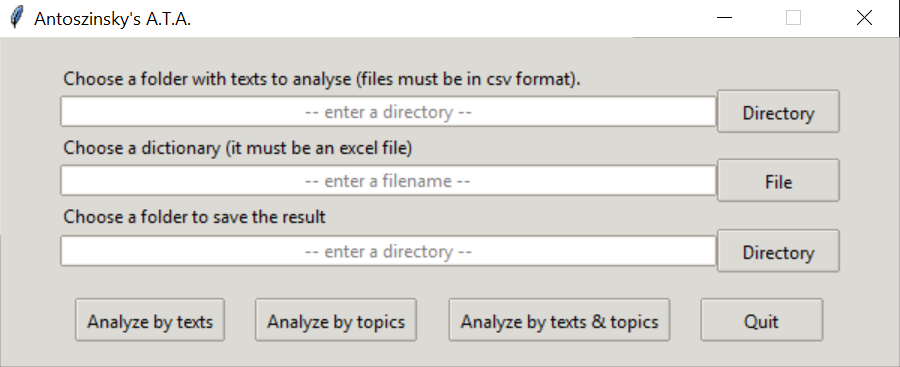 Antoszinsky's A.T.A.
Choose a folder with texts to analyse (files must be in csv format).
-- enter a directory --
Directory
Choose a dictionary (it must be an excel file)
-- enter a filename --
File
Choose a folder to save the result
-- enter a directory --
Directory
Analyze by texts
Analyze by topics
Analyze by texts & topics
Quit